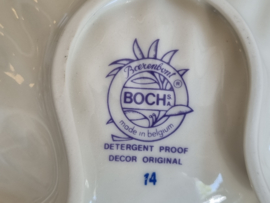 Boerenbont
BOCH S.A.
made in belgium
DETERGENT PROOF
DECOR ORIGINAL
14